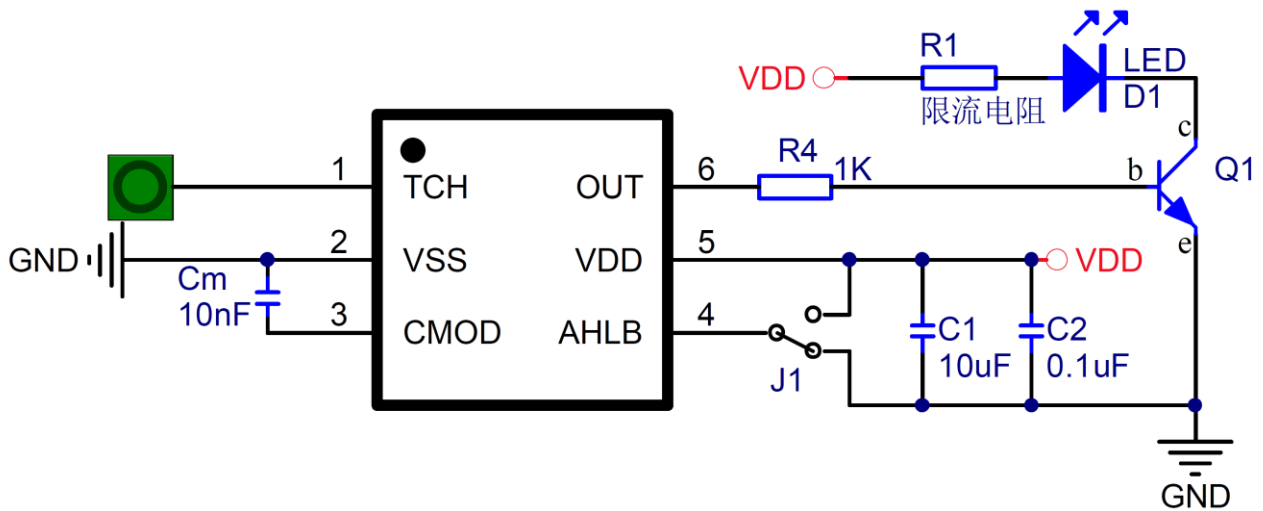 R1
VDD
LED
D1
限流电阻
c
R4
1K
b
Q1
1
TCH
OUT
6
e
GND
2
VSS
VDD
5
VDD
Cm
10nF
3
CMOD
AHLB
4
J1
C1
10uF
C2
0.1uF
GND